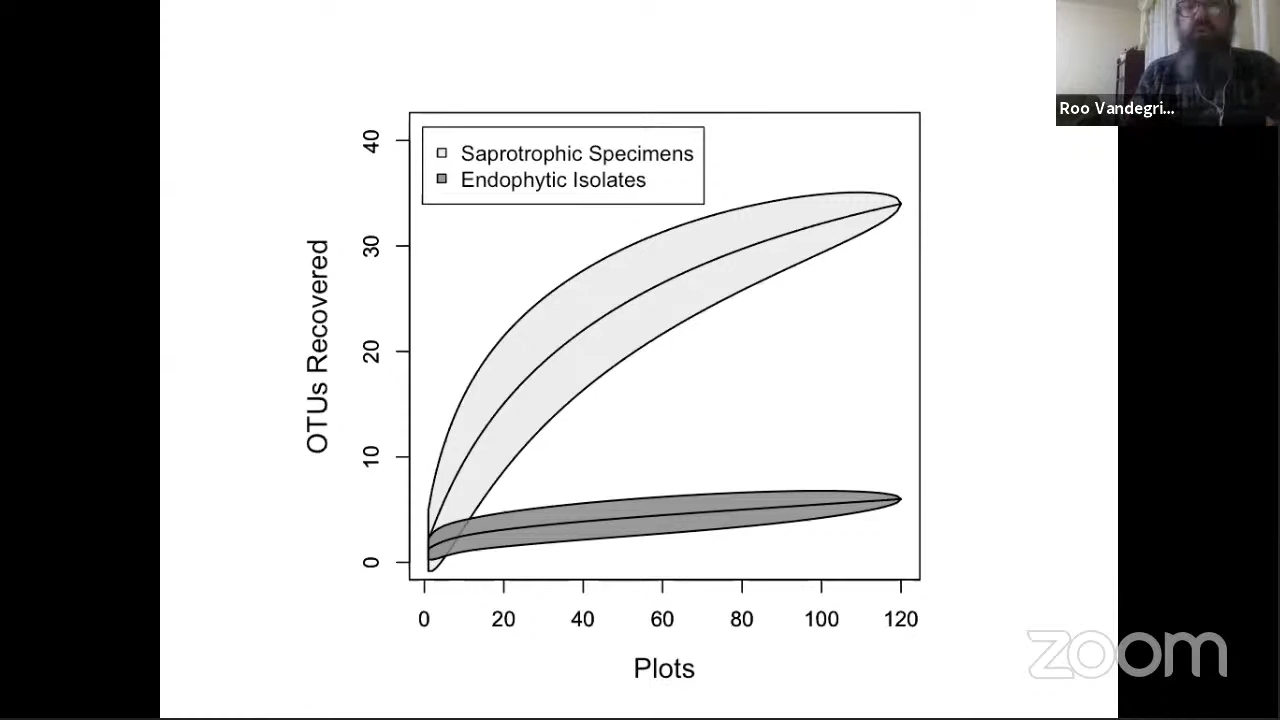 Roo Vandegri...
Saprotrophic Specimens
Endophytic Isolates
OTUs Recovered
40
30
20
10
0
0 20 40 60 80 100 120
Plots
zoom